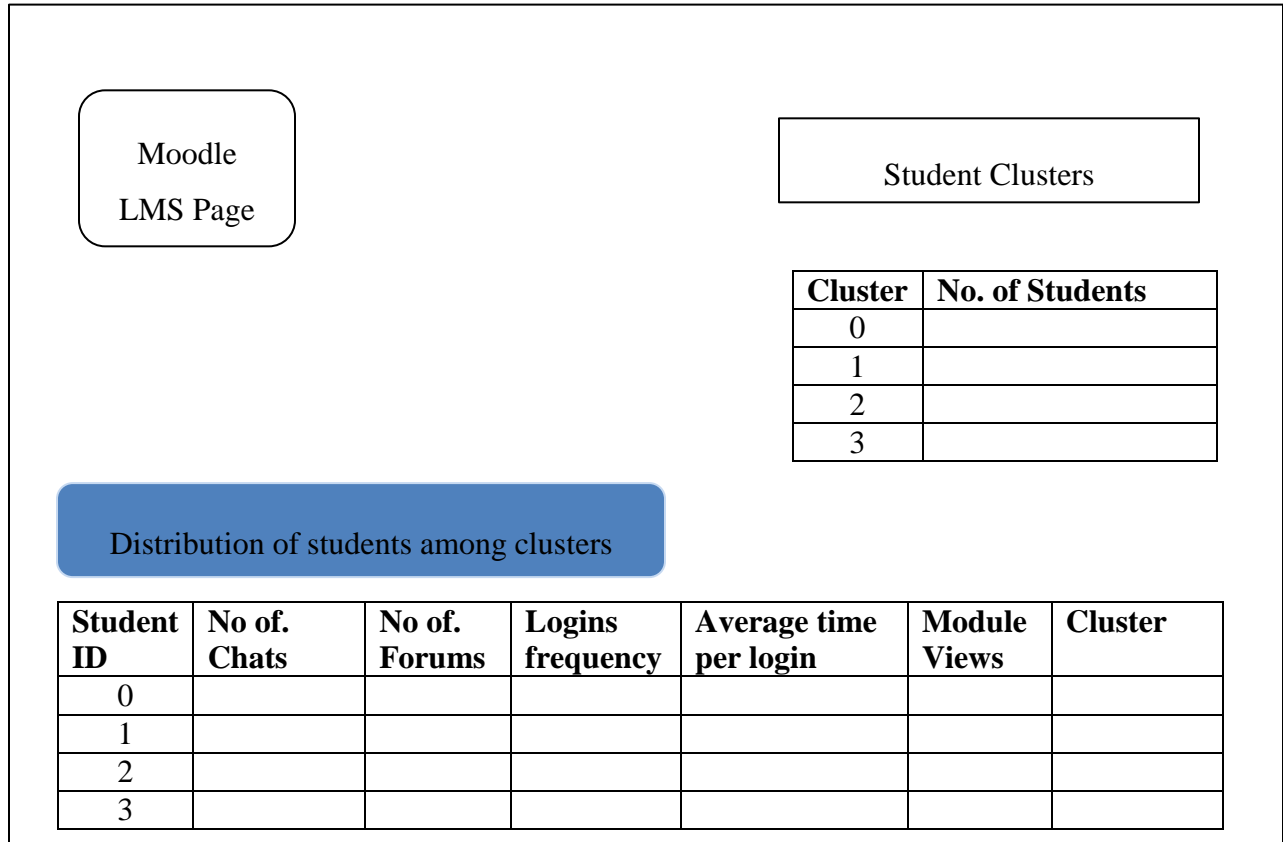 Moodle
LMS Page
Student Clusters
Cluster No. of Students
0
1
2
3
Distribution of students among clusters
Student ID No of. Chats No of. Forums Logins frequency Average time per login Module Views Cluster
0
1
2
3